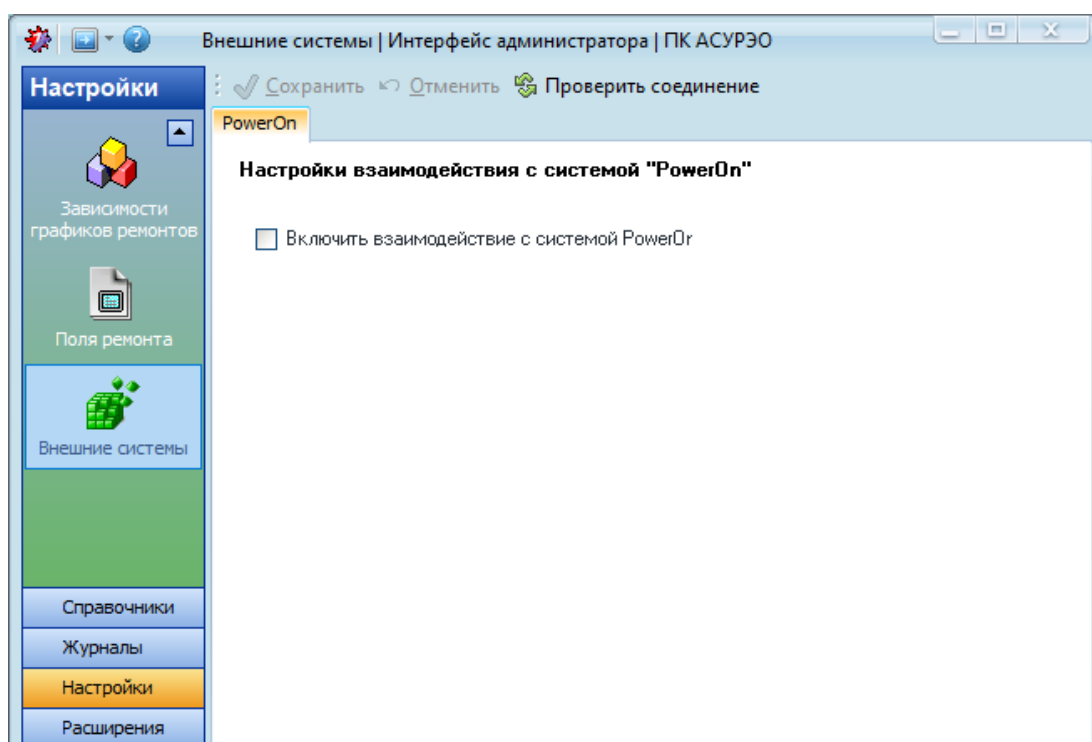 Внешние системы | Интерфейс администратора | ПК АСУРЭО
Настройки
Сохранить Отменить Проверить соединение
PowerOn
Настройки взаимодействия с системой "PowerOn"
Включить взаимодействие с системой PowerOr
Зависимости
графиков ремонтов
Поля ремонта
Внешние системы
Справочники
Журналы
Настройки
Расширения